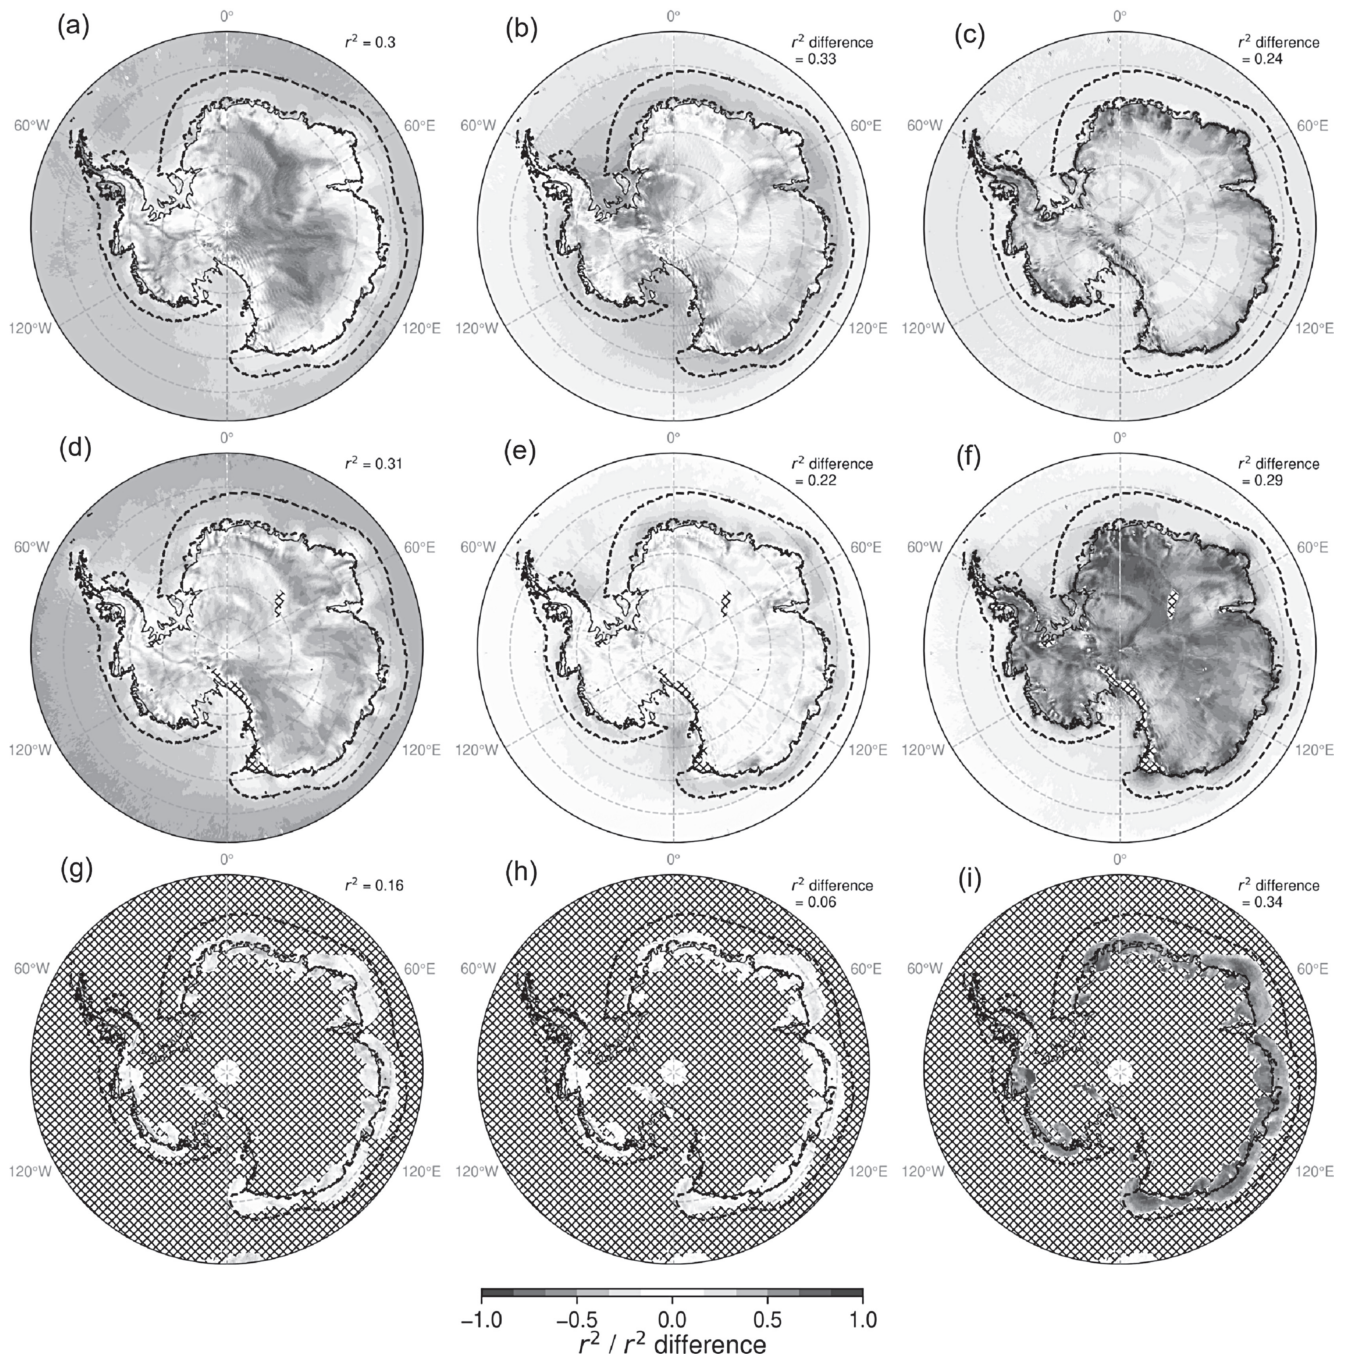 (a)
0°
r² = 0.3
60°W
60°E
120°W
120°E
(b)
0°
r² difference
= 0.33
60°W
60°E
120°W
120°E
(c)
0°
r² difference
= 0.24
60°W
60°E
120°W
120°E
(d)
0°
r² = 0.31
60°W
60°E
120°W
120°E
(e)
0°
r² difference
= 0.22
60°W
60°E
120°W
120°E
(f)
0°
r² difference
= 0.29
60°W
60°E
120°W
120°E
(g)
0°
r² = 0.16
60°W
60°E
120°W
120°E
(h)
0°
r² difference
= 0.06
60°W
60°E
120°W
120°E
(i)
0°
r² difference
= 0.34
60°W
60°E
120°W
120°E
−1.0 −0.5 0.0 0.5 1.0
r² / r² difference